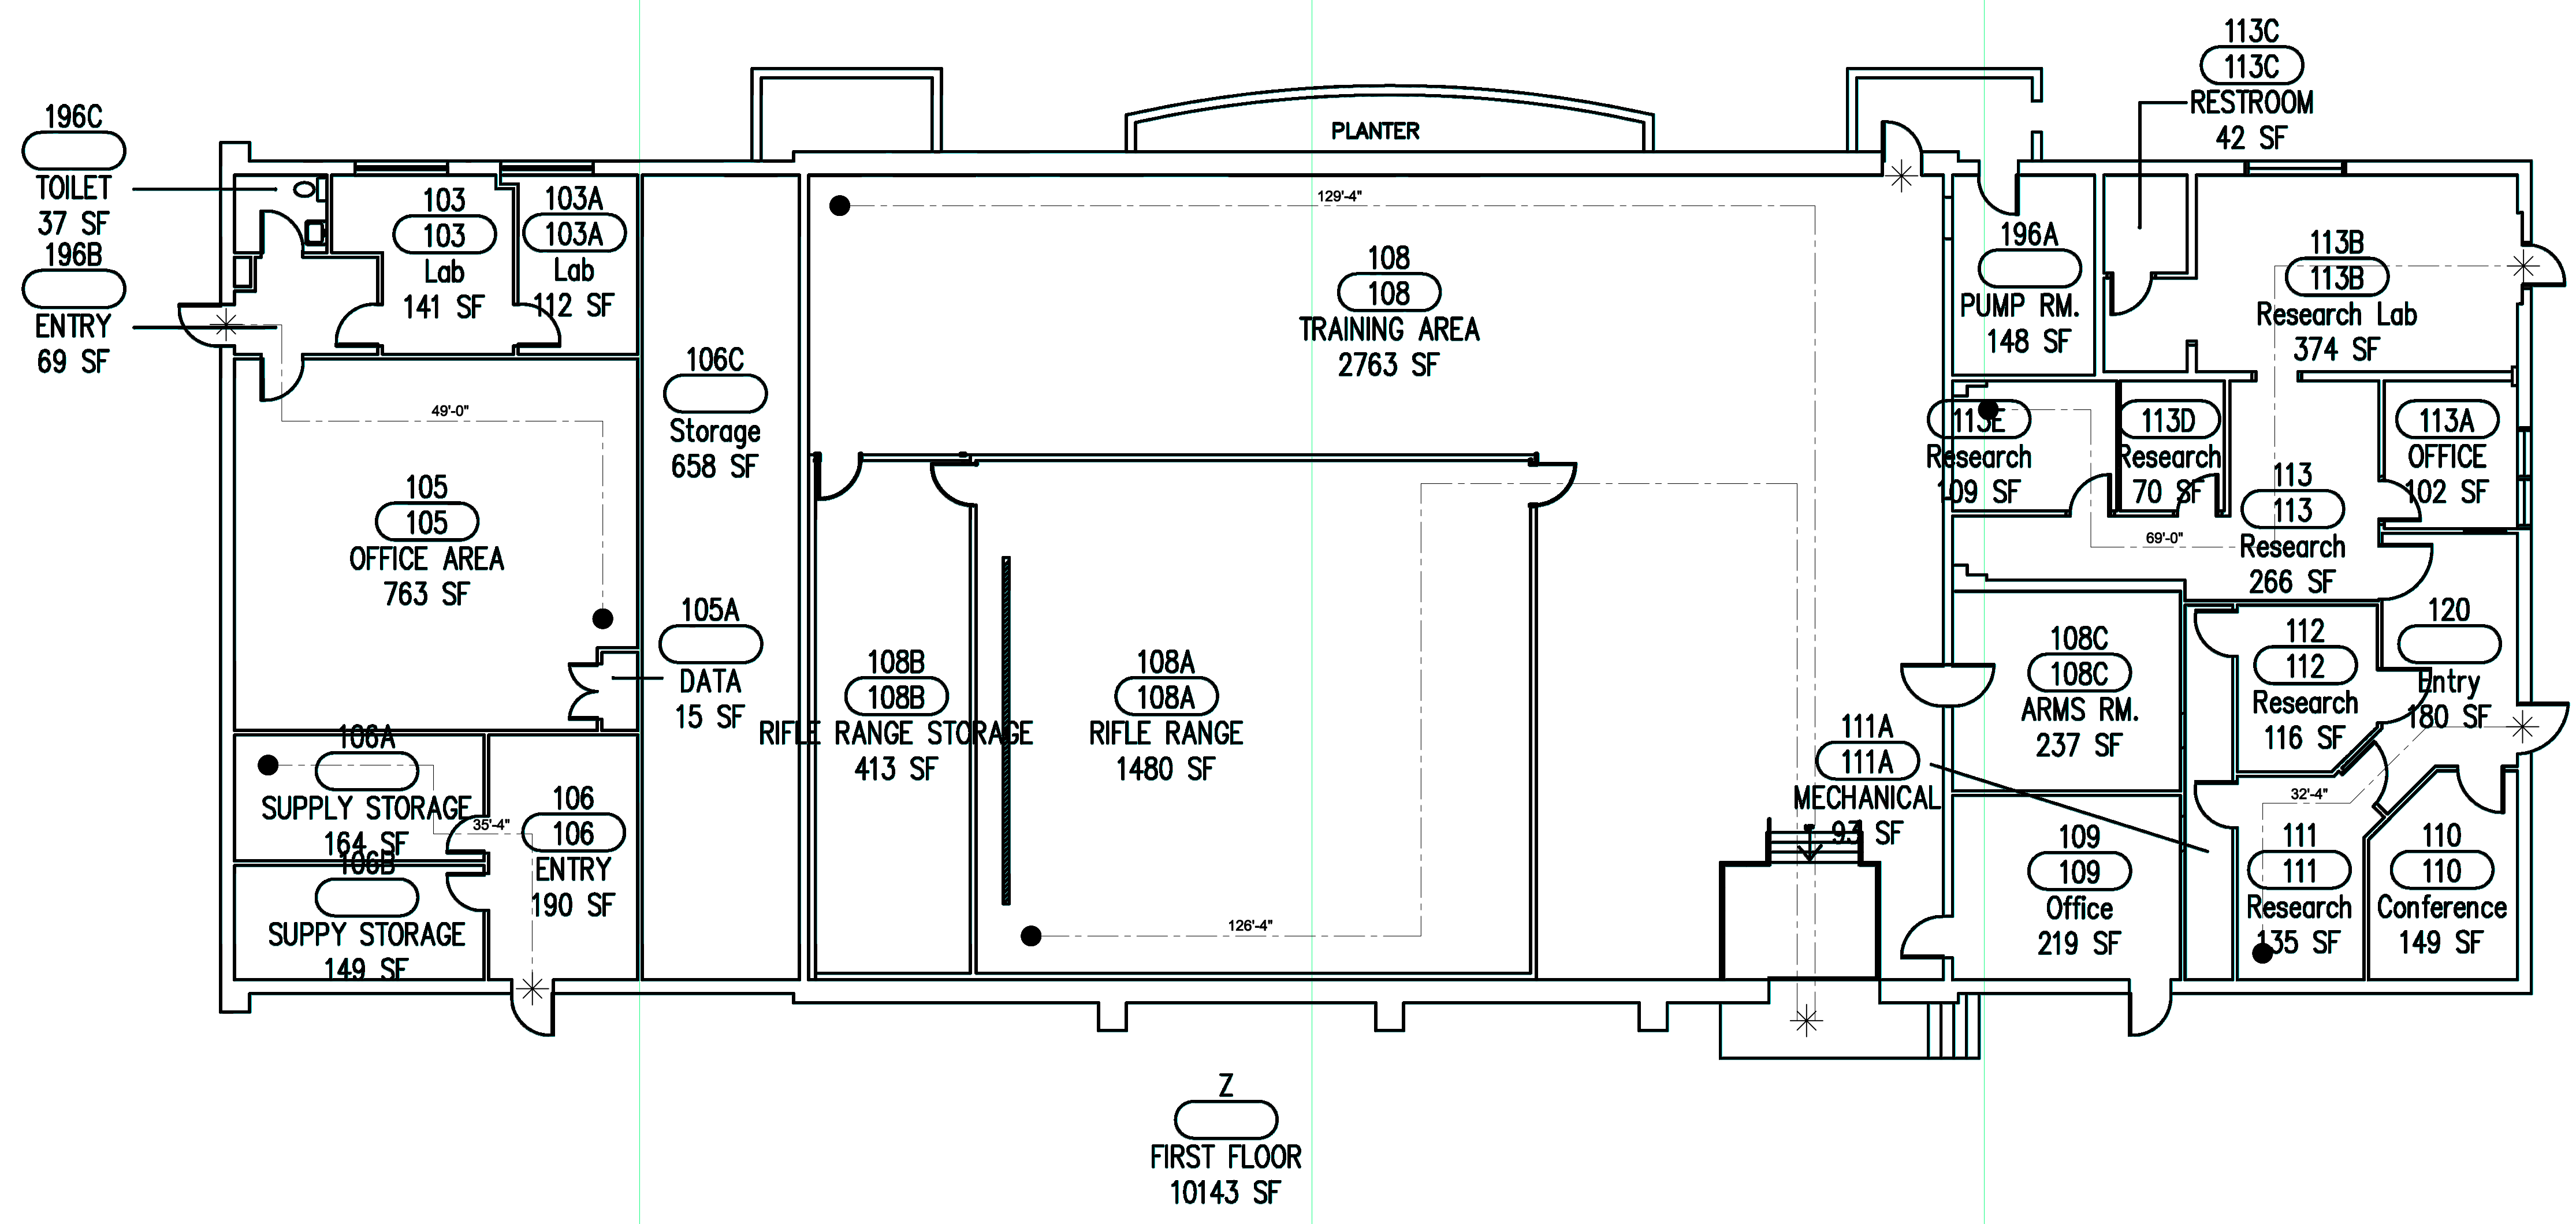 196C
TOILET
37 SF
196B
ENTRY
69 SF
103
103
Lab
141 SF
103A
103A
Lab
112 SF
49'-0"
105
105
OFFICE AREA
763 SF
106C
Storage
658 SF
105A
DATA
15 SF
106A
SUPPLY STORAGE
164 SF
106B
SUPPY STORAGE
149 SF
35'-4"
106
106
ENTRY
190 SF
PLANTER
129'-4"
108
108
TRAINING AREA
2763 SF
108B
108B
RIFLE RANGE STORAGE
413 SF
108A
108A
RIFLE RANGE
1480 SF
126'-4"
111A
111A
MECHANICAL
93 SF
196A
PUMP RM.
148 SF
113C
113C
RESTROOM
42 SF
113B
113B
Research Lab
374 SF
113E
Research
109 SF
113D
Research
70 SF
113A
OFFICE
102 SF
113
113
Research
266 SF
69'-0"
108C
108C
ARMS RM.
237 SF
112
112
Research
116 SF
120
Entry
180 SF
32'-4"
109
109
Office
219 SF
111
111
Research
135 SF
110
110
Conference
149 SF
Z
FIRST FLOOR
10143 SF